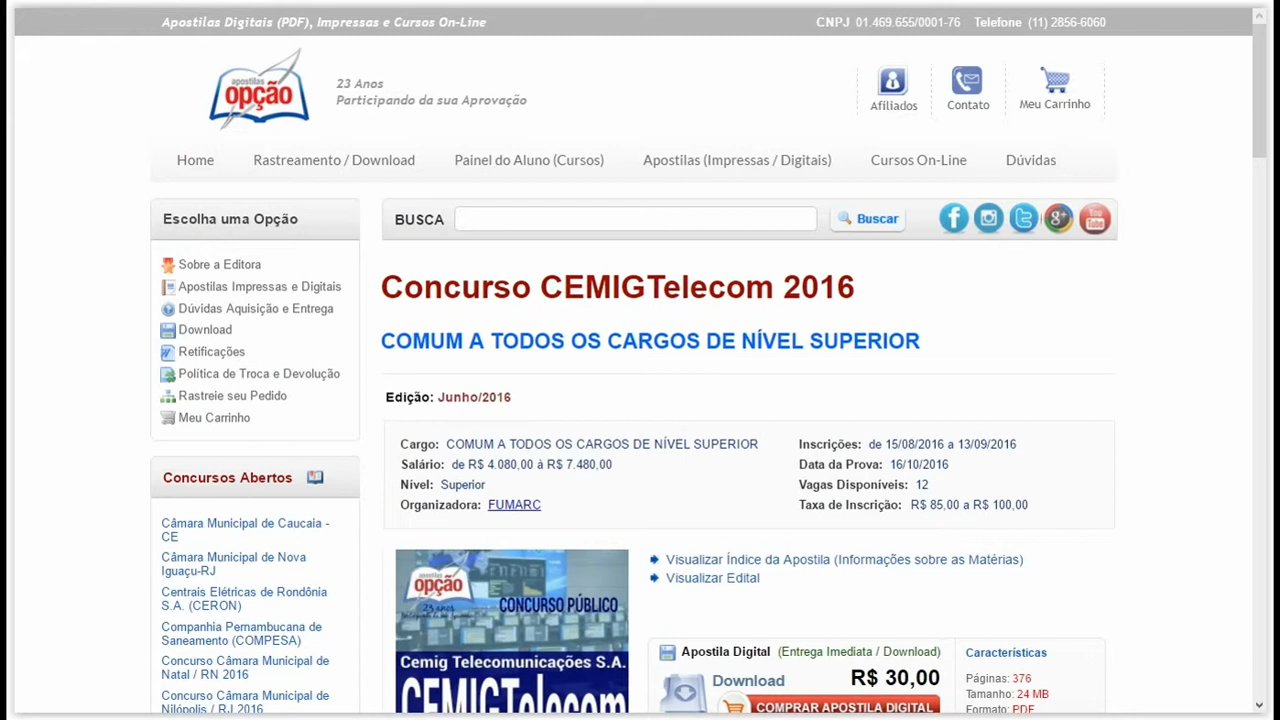 Apostilas Digitais (PDF), Impressas e Cursos On-Line
CNPJ 01.469.655/0001-76 Telefone (11) 2856-6060
apostilas
opção
23 Anos
Participando da sua Aprovação
Afiliados
Contato
Meu Carrinho
Home
Rastreamento / Download
Painel do Aluno (Cursos)
Apostilas (Impressas / Digitais)
Cursos On-Line
Dúvidas
Escolha uma Opção
Sobre a Editora
Apostilas Impressas e Digitais
Dúvidas Aquisição e Entrega
Download
Retificações
Política de Troca e Devolução
Rastreie seu Pedido
Meu Carrinho
Concursos Abertos
Câmara Municipal de Caucaia -
CE
Câmara Municipal de Nova
Iguaçu-RJ
Centrais Elétricas de Rondônia
S.A. (CERON)
Companhia Pernambucana de
Saneamento (COMPESA)
Concurso Câmara Municipal de
Natal / RN 2016
Concurso Câmara Municipal de
Nilópolis / RJ 2016
BUSCA
Buscar
You
Tube
Concurso CEMIGTelecom 2016
COMUM A TODOS OS CARGOS DE NÍVEL SUPERIOR
Edição: Junho/2016
Cargo: COMUM A TODOS OS CARGOS DE NÍVEL SUPERIOR
Salário: de R$ 4.080,00 à R$ 7.480,00
Nível: Superior
Organizadora: FUMARC
Inscrições: de 15/08/2016 a 13/09/2016
Data da Prova: 16/10/2016
Vagas Disponíveis: 12
Taxa de Inscrição: R$ 85,00 a R$ 100,00
apostilas
opção
23 anos
Participando da sua Aprovação
CONCURSO PÚBLICO
Cemig Telecomunicações S.A.
CEMIGTelecom
Visualizar Índice da Apostila (Informações sobre as Matérias)
Visualizar Edital
Apostila Digital (Entrega Imediata / Download)
Download
R$ 30,00
COMPRAR APOSTILA DIGITAL
Características
Páginas: 376
Tamanho: 24 MB
Formato: PDF